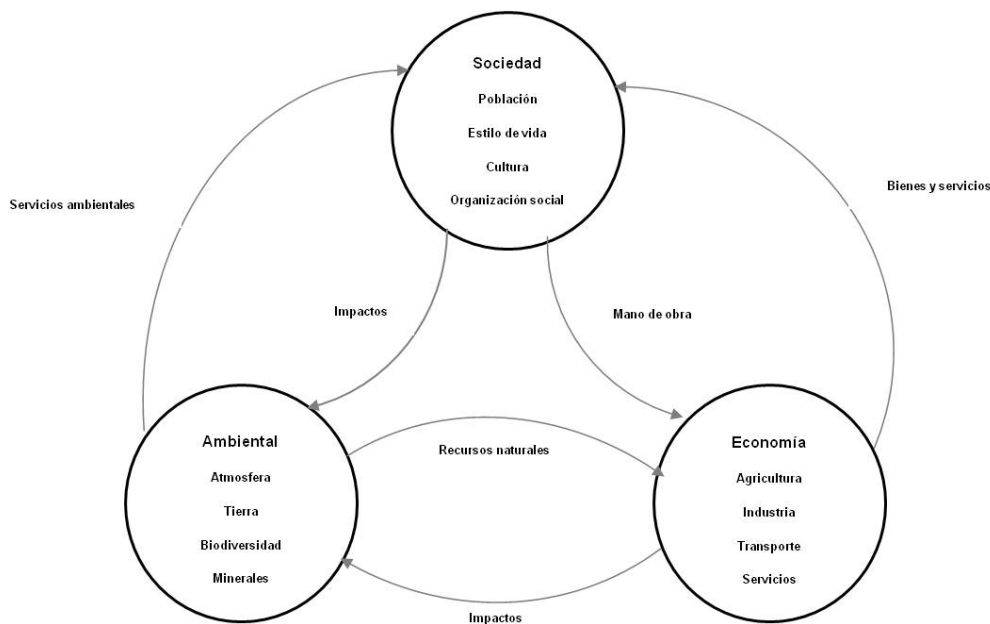 Sociedad
Población
Estilo de vida
Cultura
Organización social
Servicios ambientales
Bienes y servicios
Impactos
Mano de obra
Ambiental
Atmosfera
Tierra
Biodiversidad
Minerales
Recursos naturales
Economía
Agricultura
Industria
Transporte
Servicios
Impactos